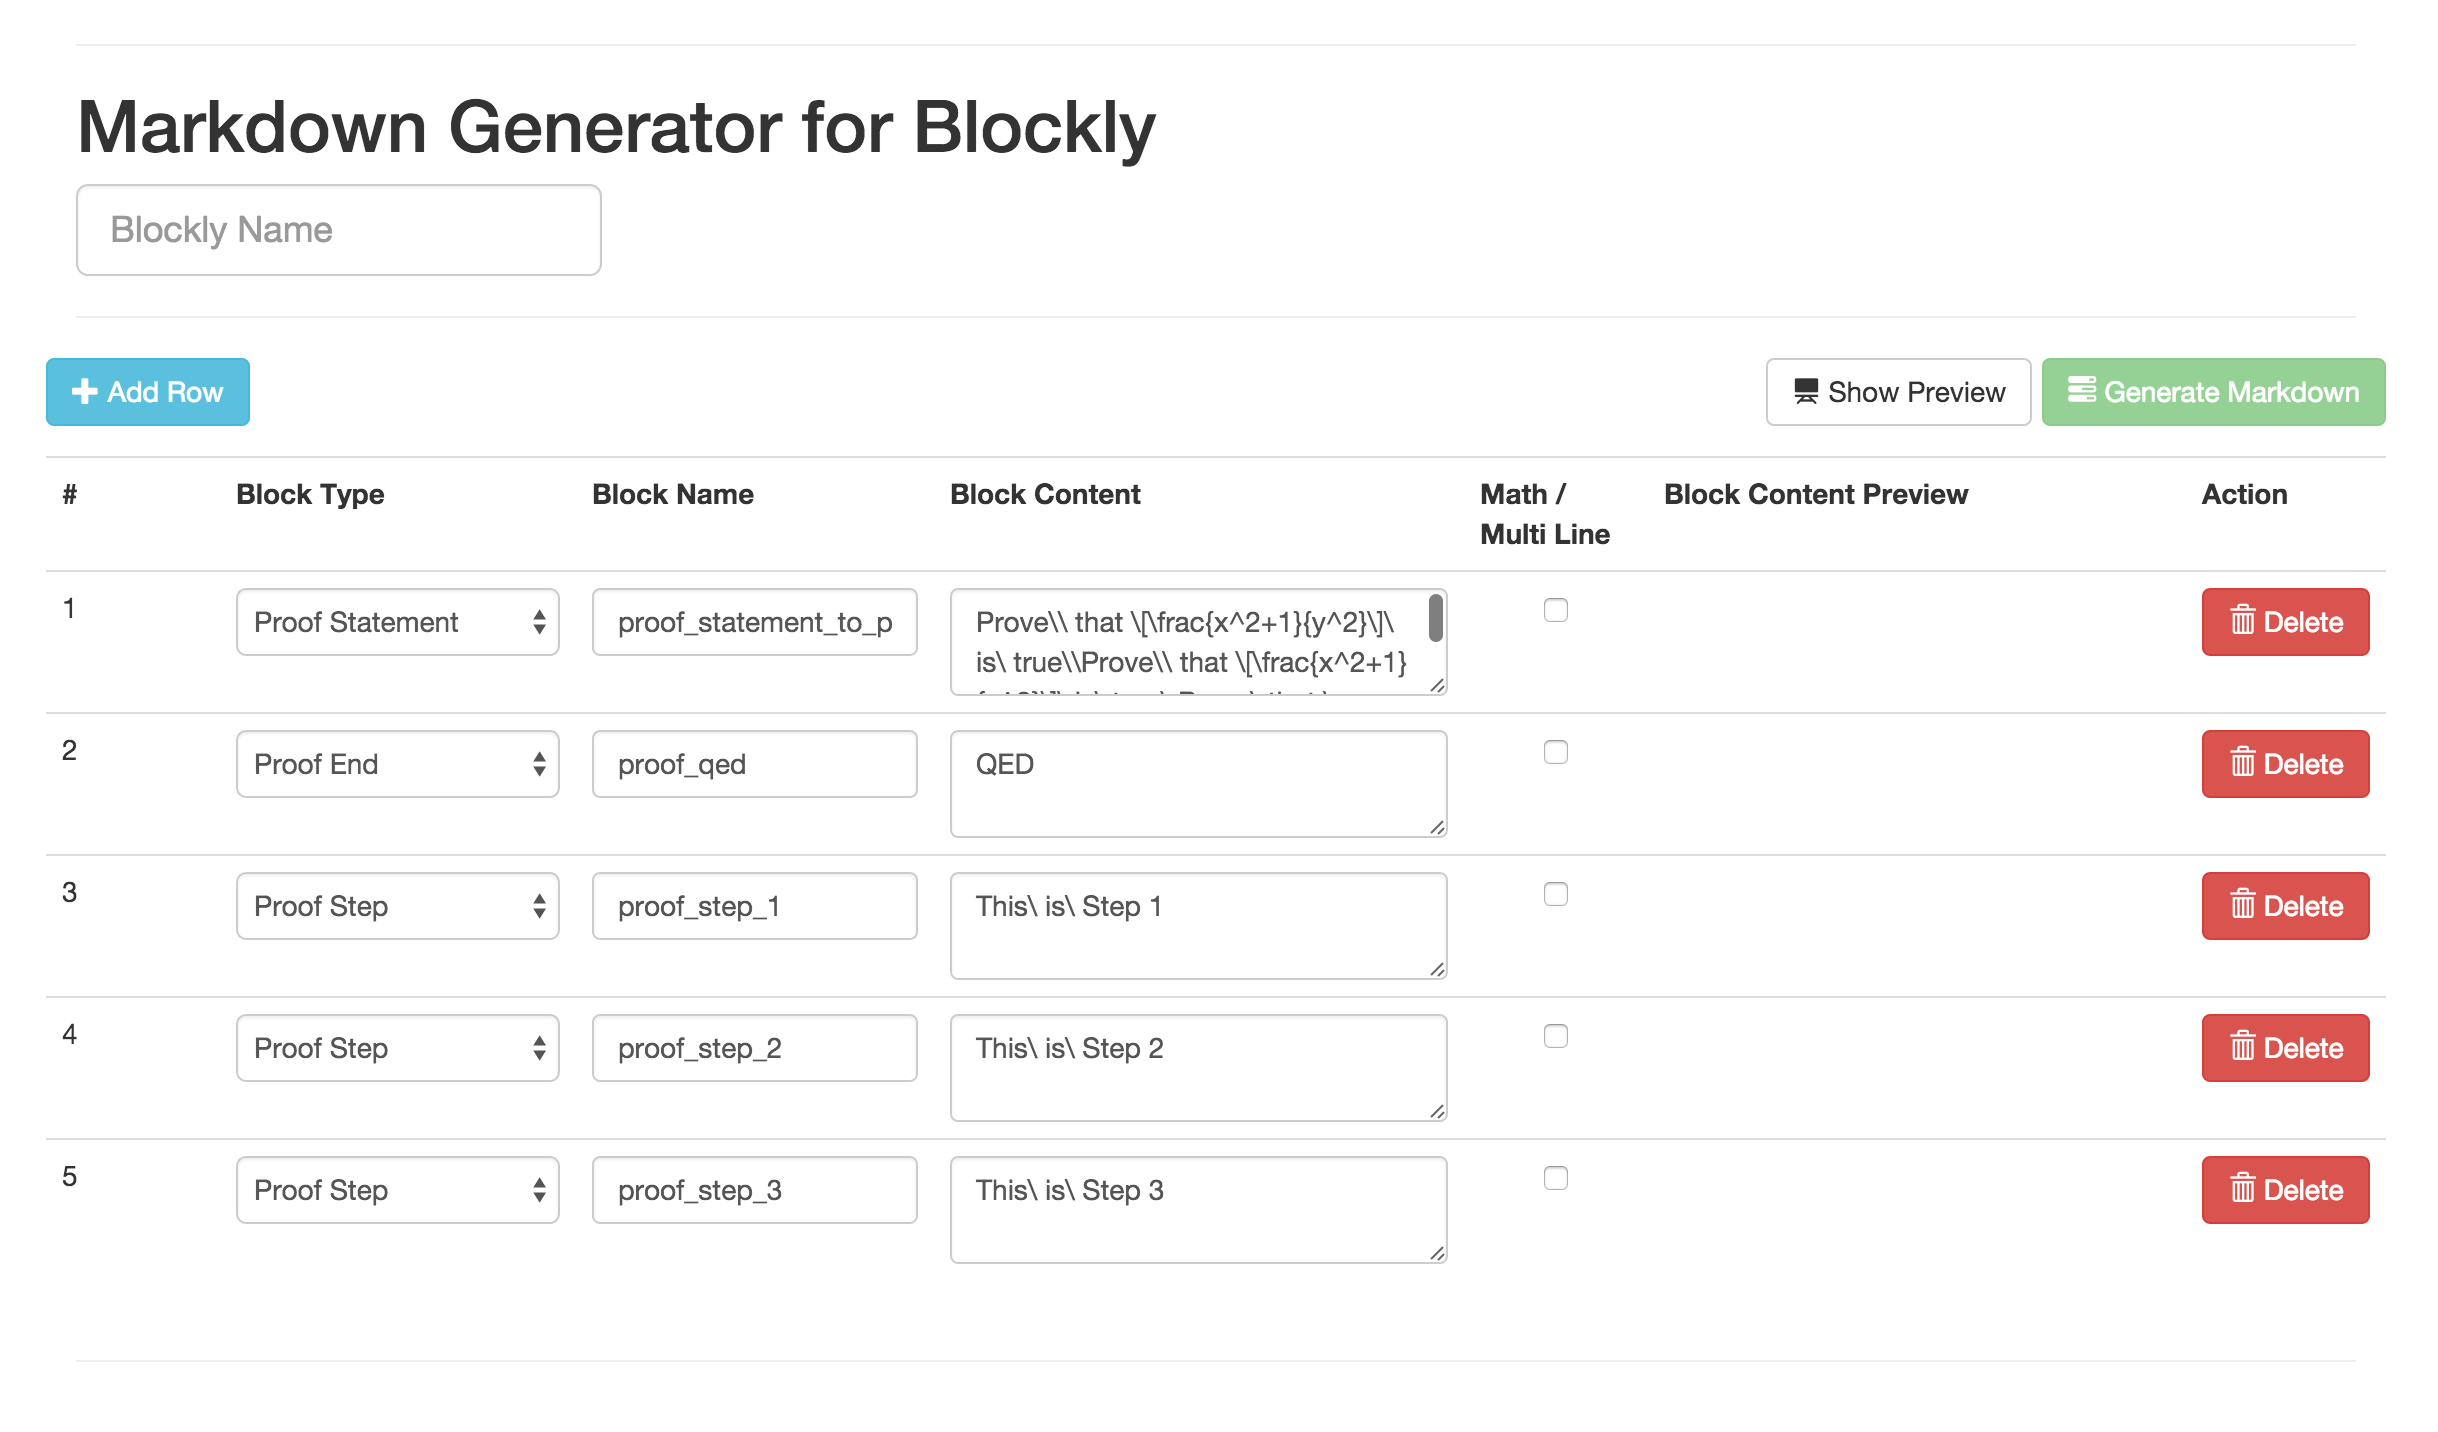 Markdown Generator for Blockly
Blockly Name
Add Row
Show Preview
Generate Markdown
# Block Type Block Name Block Content Math / Multi Line Block Content Preview Action
1 Proof Statement proof_statement_to_p Prove\\ that \[\frac{x^2+1}{y^2}\]\
is\ true\\Prove\\ that \[\frac{x^2+1}
Delete
2 Proof End proof_qed QED Delete
3 Proof Step proof_step_1 This\ is\ Step 1 Delete
4 Proof Step proof_step_2 This\ is\ Step 2 Delete
5 Proof Step proof_step_3 This\ is\ Step 3 Delete